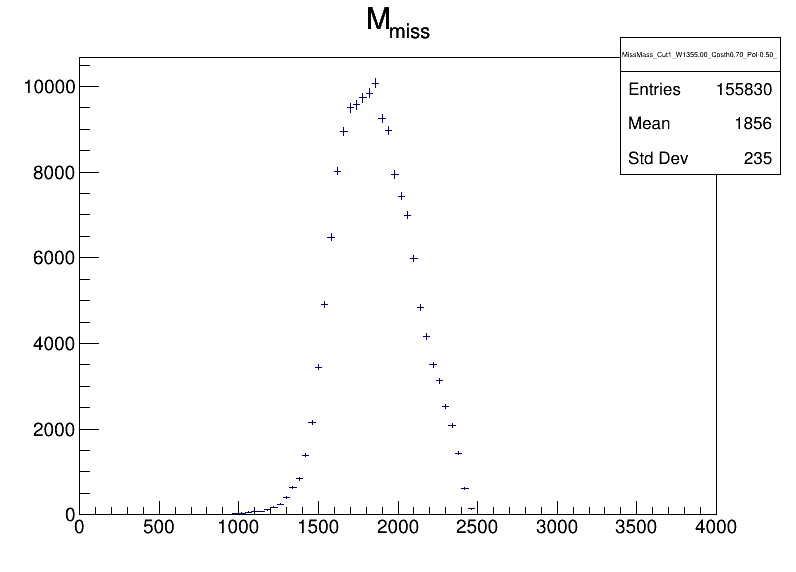 M_miss
MissMass_Cut1_W1355.00_Costh0.70_Pol-0.50_
Entries 155830
Mean 1856
Std Dev 235
10000
8000
6000
4000
2000
0
0 500 1000 1500 2000 2500 3000 3500 4000